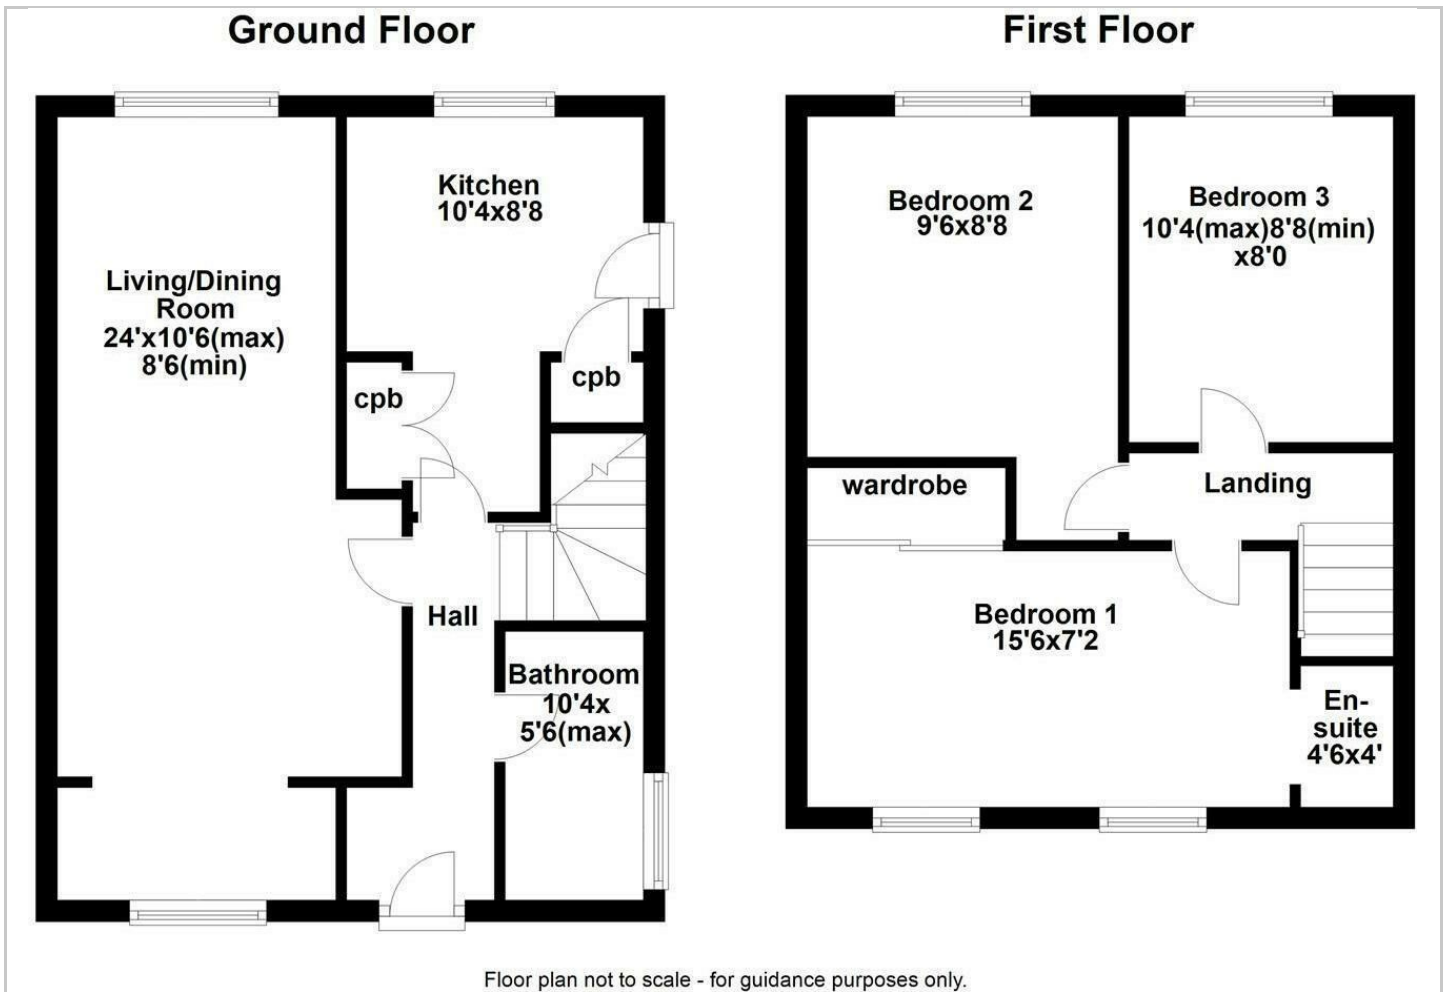 Ground Floor
First Floor
Kitchen
10'4x8'8
Living/Dining
Room
24'x10'6(max)
8'6(min)
cpb
cpb
Hall
Bathroom
10'4x
5'6(max)
Bedroom 2
9'6x8'8
Bedroom 3
10'4(max)8'8(min)
x8'0
wardrobe
Landing
Bedroom 1
15'6x7'2
En-
suite
4'6x4'
Floor plan not to scale - for guidance purposes only.